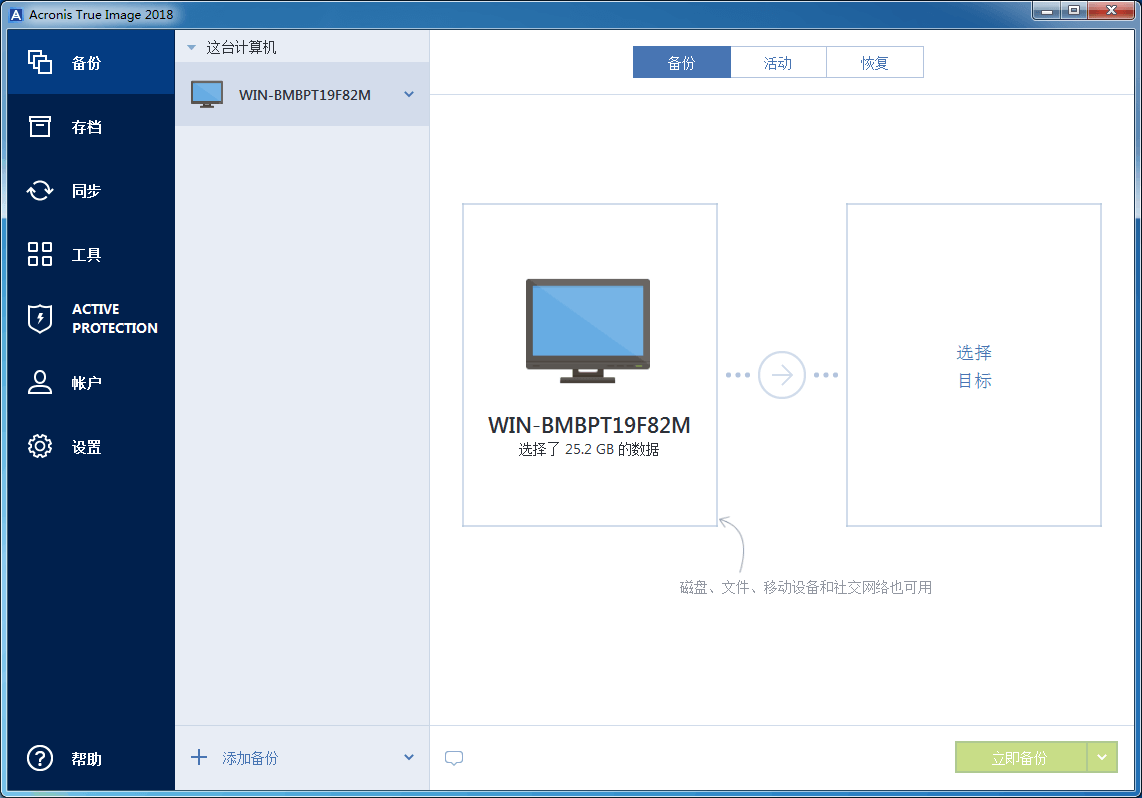 Acronis True Image 2018
备份
存档
同步
工具
ACTIVE
PROTECTION
帐户
设置
帮助
这台计算机
WIN-BMBPT19F82M
添加备份
备份 活动 恢复
WIN-BMBPT19F82M
选择了 25.2 GB 的数据
选择
目标
磁盘、文件、移动设备和社交网络也可用
立即备份